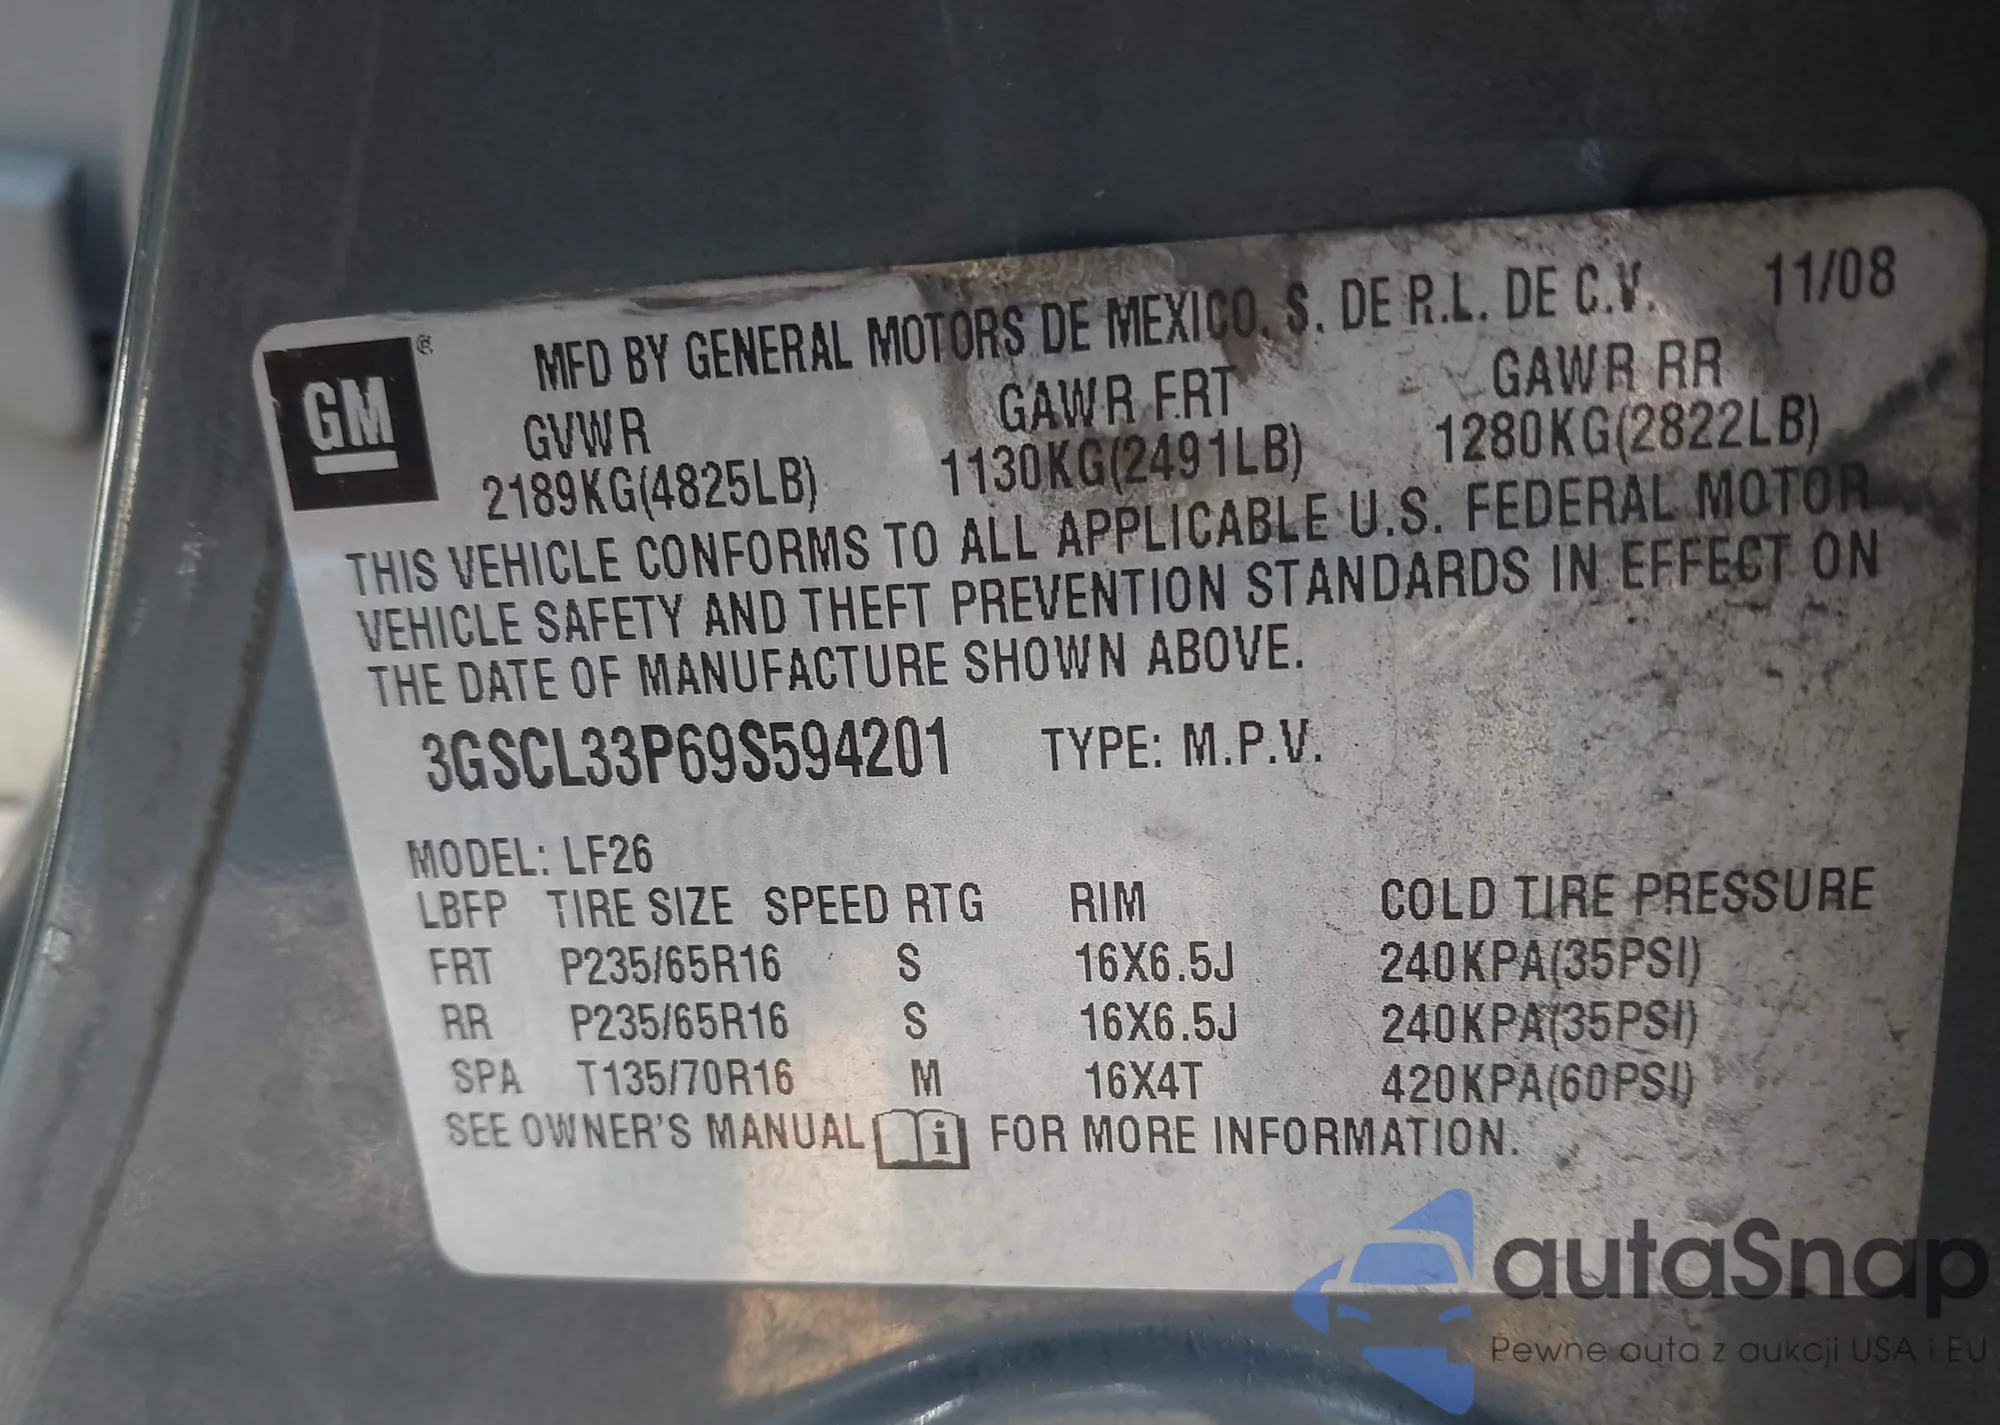 GM ®
MFD BY GENERAL MOTORS DE MEXICO, S. DE R.L. DE C.V. 11/08
GVWR GAWR FRT GAWR RR
2189KG(4825LB) 1130KG(2491LB) 1280KG(2822LB)
THIS VEHICLE CONFORMS TO ALL APPLICABLE U.S. FEDERAL MOTOR
VEHICLE SAFETY AND THEFT PREVENTION STANDARDS IN EFFECT ON
THE DATE OF MANUFACTURE SHOWN ABOVE.
3GSCL33P69S594201 TYPE: M.P.V.
MODEL: LF26
LBFP TIRE SIZE SPEED RTG RIM COLD TIRE PRESSURE
FRT P235/65R16 S 16X6.5J 240KPA(35PSI)
RR P235/65R16 S 16X6.5J 240KPA(35PSI)
SPA T135/70R16 M 16X4T 420KPA(60PSI)
SEE OWNER'S MANUAL i FOR MORE INFORMATION.
autaSnap
Pewne auta z aukcji USA i EU